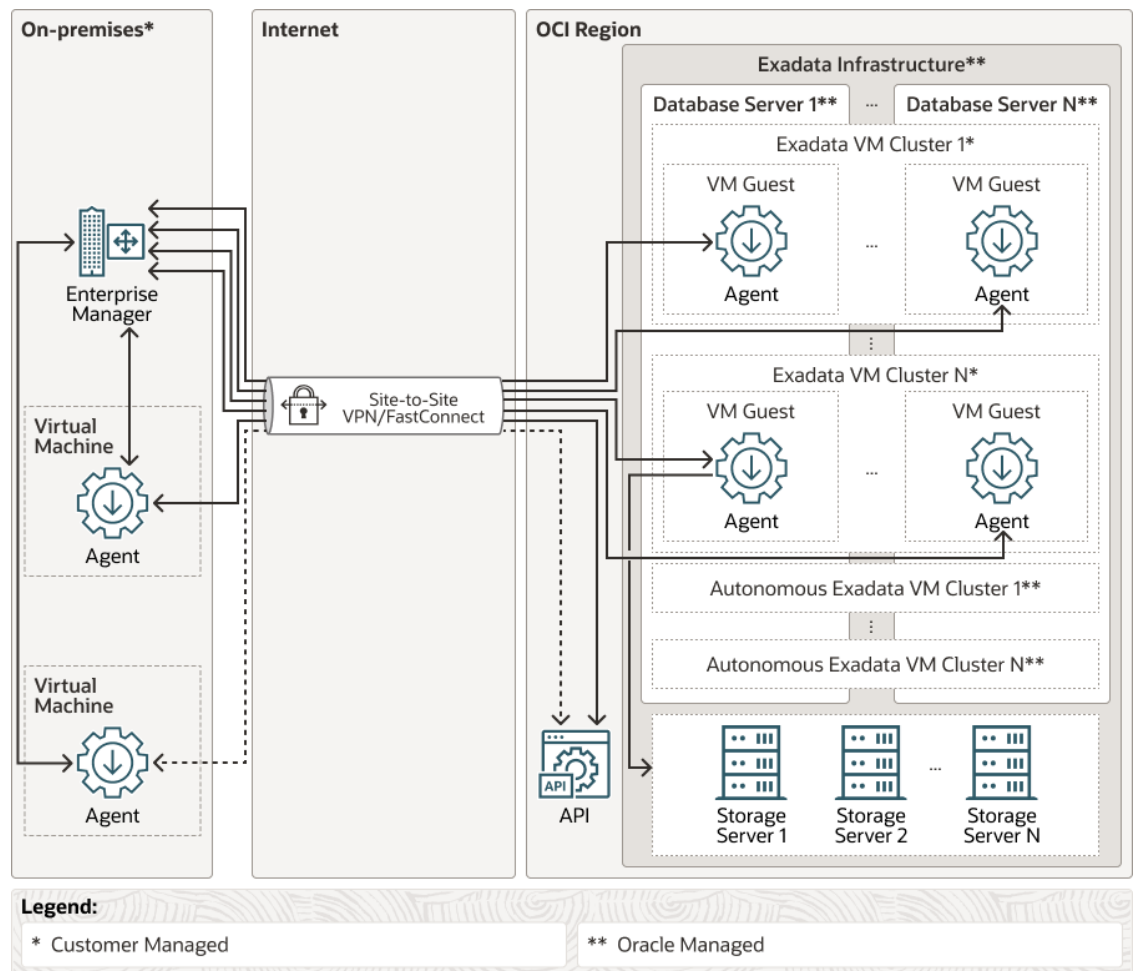 On-premises*
Internet
OCI Region
Exadata Infrastructure**
Database Server 1**
...
Database Server N**
Exadata VM Cluster 1*
VM Guest
VM Guest
...
Agent
Agent
Enterprise
Manager
...
Exadata VM Cluster N*
VM Guest
VM Guest
...
Agent
Agent
Site-to-Site
VPN/FastConnect
Virtual
Machine
Agent
Autonomous Exadata VM Cluster 1**
...
Autonomous Exadata VM Cluster N**
Virtual
Machine
Agent
API
API
...
Storage
Server 1
Storage
Server 2
Storage
Server N
Legend:
* Customer Managed
** Oracle Managed